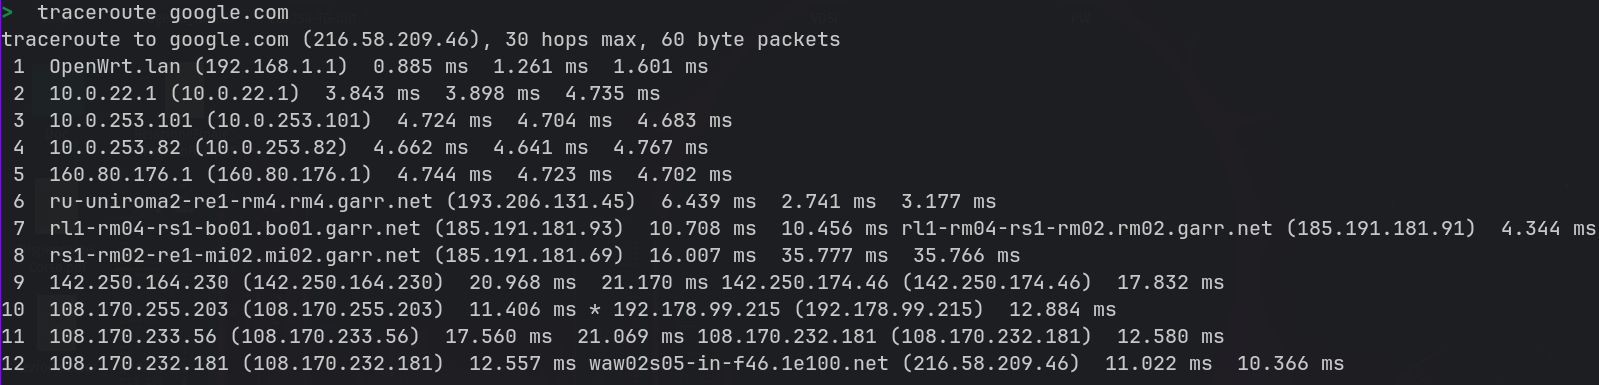 > traceroute google.com
traceroute to google.com (216.58.209.46), 30 hops max, 60 byte packets
1 OpenWrt.lan (192.168.1.1) 0.885 ms 1.261 ms 1.601 ms
2 10.0.22.1 (10.0.22.1) 3.843 ms 3.898 ms 4.735 ms
3 10.0.253.101 (10.0.253.101) 4.724 ms 4.704 ms 4.683 ms
4 10.0.253.82 (10.0.253.82) 4.662 ms 4.641 ms 4.767 ms
5 160.80.176.1 (160.80.176.1) 4.744 ms 4.723 ms 4.702 ms
6 ru-uniroma2-re1-rm4.rm4.garr.net (193.206.131.45) 6.439 ms 2.741 ms 3.177 ms
7 rl1-rm04-rs1-bo01.bo01.garr.net (185.191.181.93) 10.708 ms 10.456 ms rl1-rm04-rs1-rm02.rm02.garr.net (185.191.181.91) 4.344 ms
8 rs1-rm02-re1-mi02.mi02.garr.net (185.191.181.69) 16.007 ms 35.777 ms 35.766 ms
9 142.250.164.230 (142.250.164.230) 20.968 ms 21.170 ms 142.250.174.46 (142.250.174.46) 17.832 ms
10 108.170.255.203 (108.170.255.203) 11.406 ms * 192.178.99.215 (192.178.99.215) 12.884 ms
11 108.170.233.56 (108.170.233.56) 17.560 ms 21.069 ms 108.170.232.181 (108.170.232.181) 12.580 ms
12 108.170.232.181 (108.170.232.181) 12.557 ms waw02s05-in-f46.1e100.net (216.58.209.46) 11.022 ms 10.366 ms